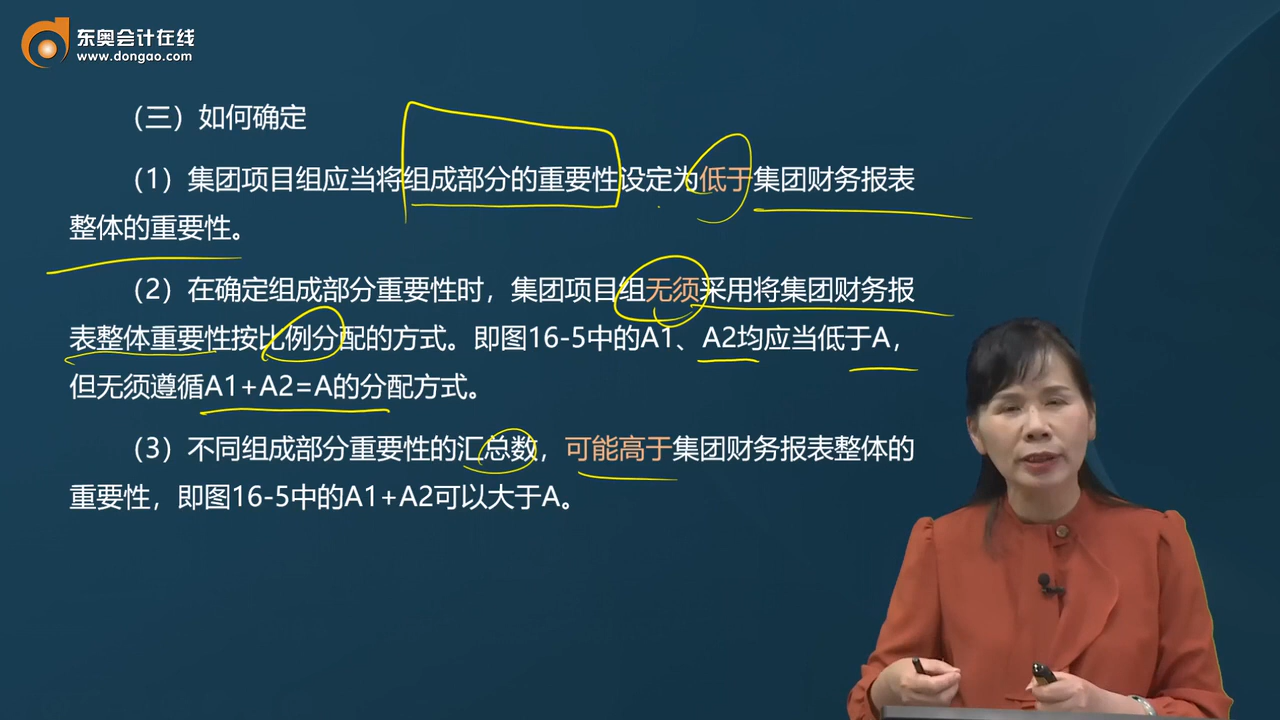 东奥会计在线
www.dongao.com
（三）如何确定
（1）集团项目组应当将组成部分的重要性设定为低于集团财务报表
整体的重要性。
（2）在确定组成部分重要性时，集团项目组无须采用将集团财务报
表整体重要性按比例分配的方式。即图16-5中的A1、A2均应当低于A，
但无须遵循A1+A2=A的分配方式。
（3）不同组成部分重要性的汇总数，可能高于集团财务报表整体的
重要性，即图16-5中的A1+A2可以大于A。